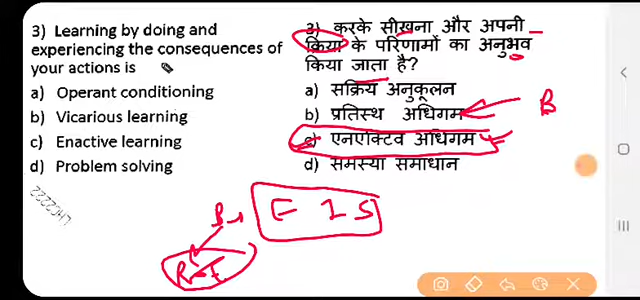 3) Learning by doing and
experiencing the consequences of
your actions is
a) Operant conditioning
b) Vicarious learning
c) Enactive learning
d) Problem solving
3) करके सीखना और अपनी
क्रिया के परिणामों का अनुभव
किया जाता है?
a) सक्रिय अनुकूलन
b) प्रतिस्थ अधिगम
c) एनएक्टिव अधिगम
d) समस्या समाधान
B